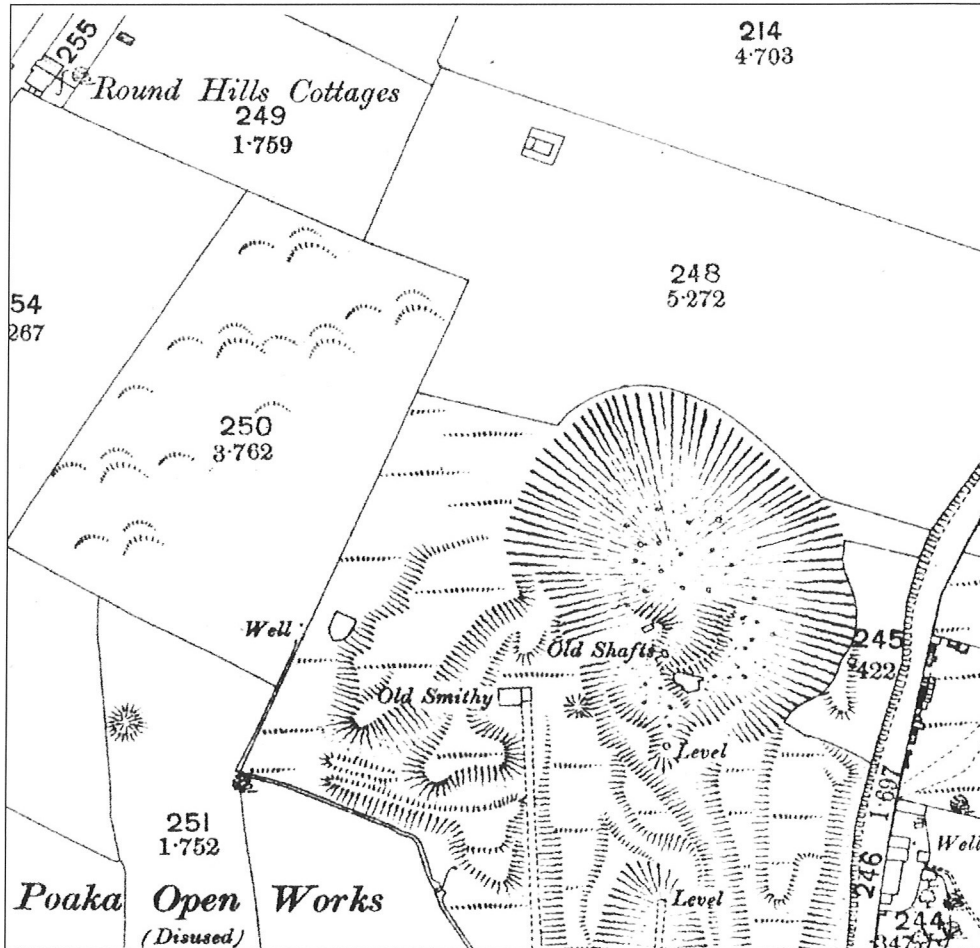 255
214
4·703
Round Hills Cottages
249
1·759
248
5·272
54
267
250
3·762
Well
Old Shafts
245
·422
Old Smithy
Level
1·697
251
1·752
Well
246
Poaka Open Works
(Disused)
Level
244